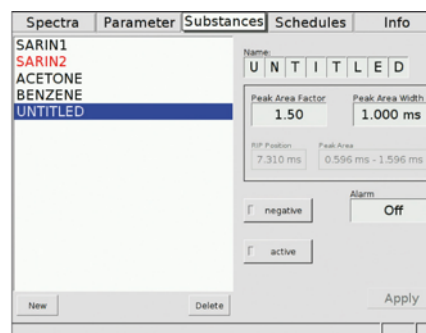 Spectra Parameter Substances Schedules Info
SARIN1
SARIN2
ACETONE
BENZENE
UNTITLED
Name:
U N T I T L E D
Peak Area Factor Peak Area Width
1.50 1.000 ms
RIP Position Peak Area
7.310 ms 0.596 ms - 1.596 ms
Alarm
negative Off
active
New Delete Apply